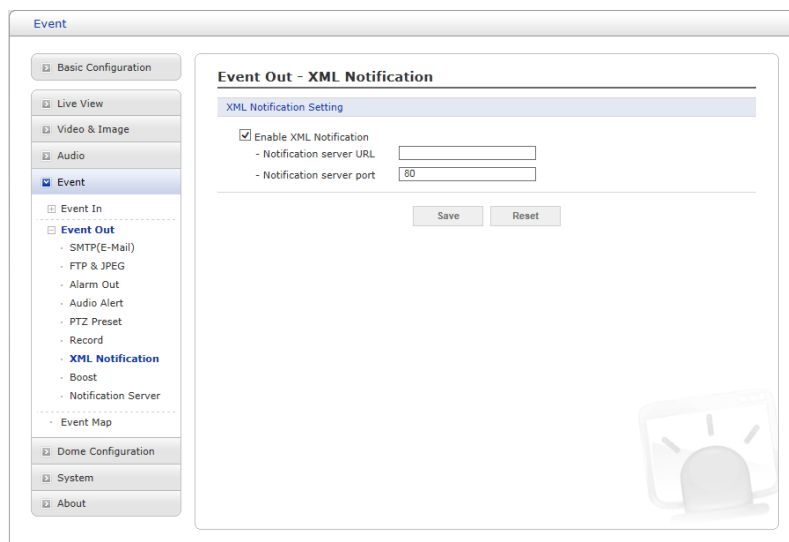 Event
Basic Configuration
Live View
Video & Image
Audio
Event
Event In
Event Out
· SMTP(E-Mail)
· FTP & JPEG
· Alarm Out
· Audio Alert
· PTZ Preset
· Record
· XML Notification
· Boost
· Notification Server
· Event Map
Dome Configuration
System
About
Event Out - XML Notification
XML Notification Setting
Enable XML Notification
- Notification server URL
- Notification server port 80
Save Reset